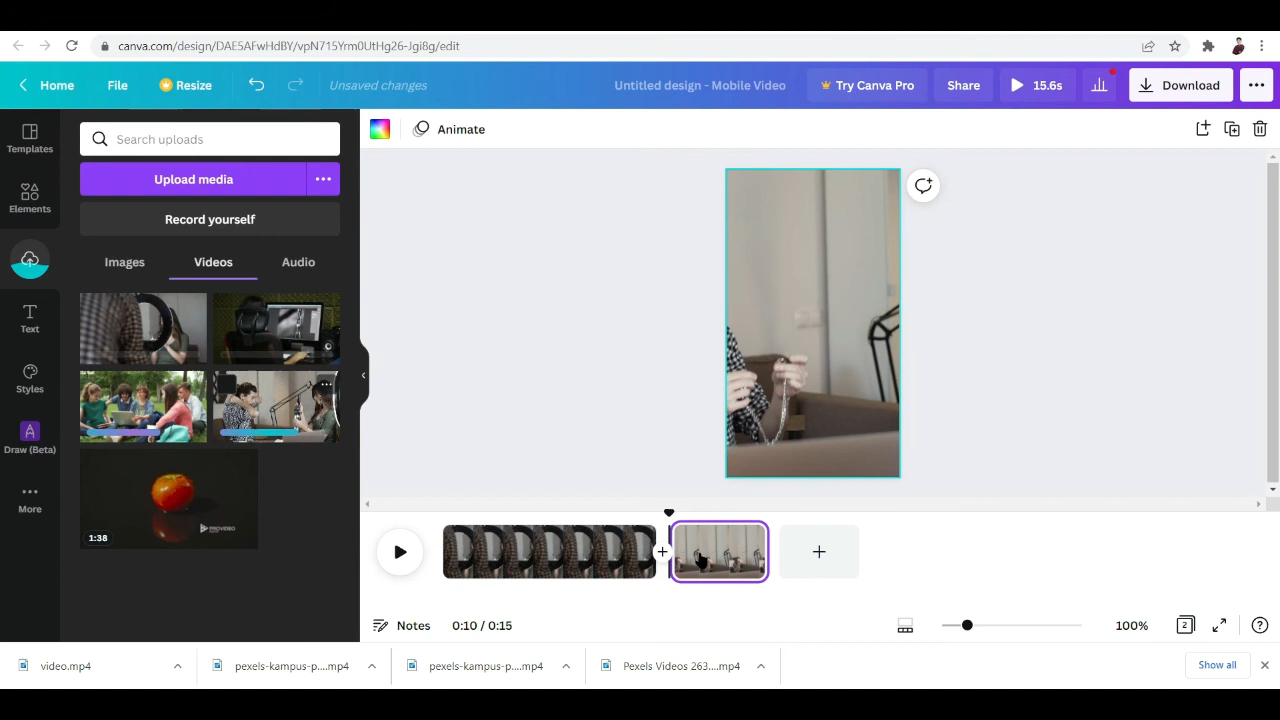 canva.com/design/DAE5AFwHdBY/vpN715Yrm0UtHg26-Jgi8g/edit
Home File Resize Unsaved changes Untitled design - Mobile Video Try Canva Pro Share 15.6s Download
Templates
Elements
Text
Styles
Draw (Beta)
More
Search uploads
Upload media
Record yourself
Images Videos Audio
PROVIDEO
1:38
Animate
Notes 0:10 / 0:15 2 100%
video.mp4 pexels-kampus-p....mp4 pexels-kampus-p....mp4 Pexels Videos 263....mp4 Show all